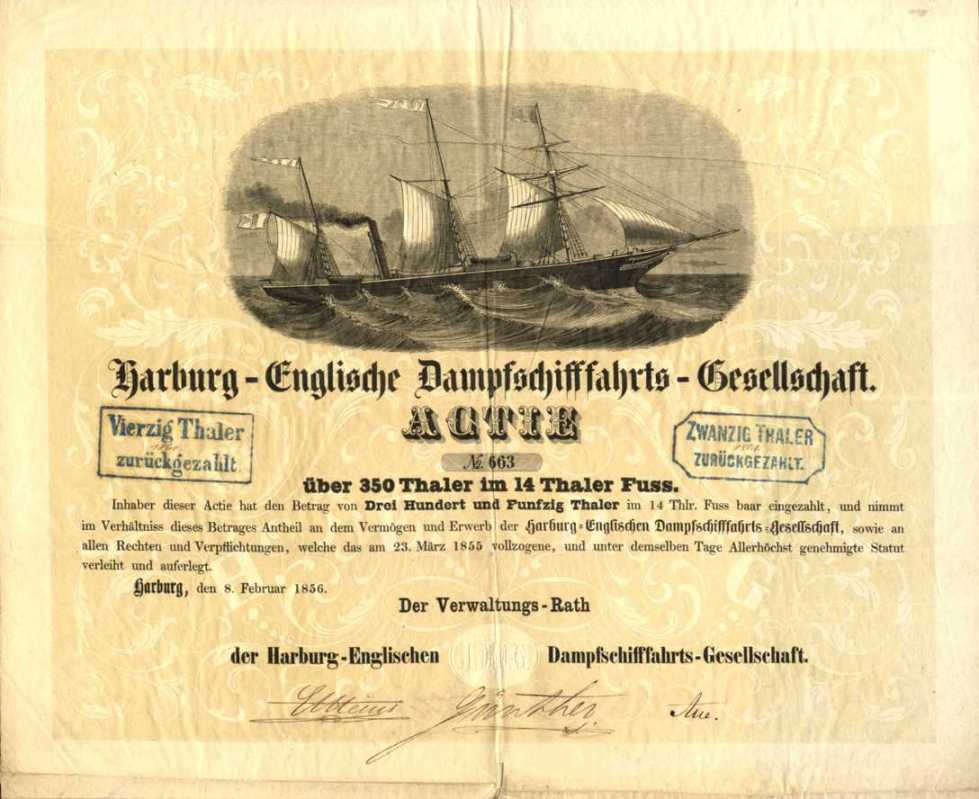 Harburg-Englische Dampfschifffahrts-Gesellschaft.
ACTIE
Vierzig Thaler
zurückgezahlt
ZWANZIG THALER
ZURÜCKGEZAHLT.
№ 663
über 350 Thaler im 14 Thaler Fuss.
Inhaber dieser Actie hat den Betrag von Drei Hundert und Funfzig Thaler im 14 Thlr. Fuss baar eingezahlt, und nimmt
im Verhältniss dieses Betrages Antheil an dem Vermögen und Erwerb der Harburg-Englischen Dampfschifffahrts-Gesellschaft, sowie an
allen Rechten und Verpflichtungen, welche das am 23. März 1855 vollzogene, und unter demselben Tage Allerhöchst genehmigte Statut
verleiht und auferlegt.
Harburg, den 8. Februar 1856.
Der Verwaltungs-Rath
der Harburg-Englischen Dampfschifffahrts-Gesellschaft.
Günther.